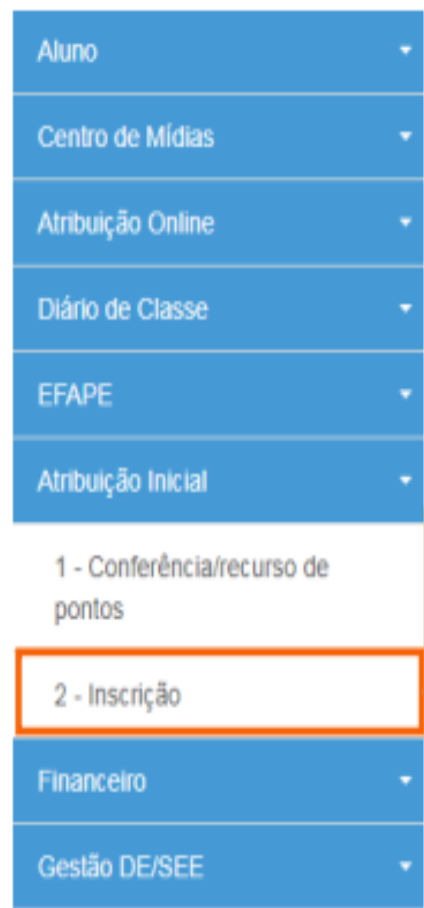 Aluno
Centro de Mídias
Atribuição Online
Diário de Classe
EFAPE
Atribuição Inicial
1 - Conferência/recurso de
pontos
2 - Inscrição
Financeiro
Gestão DE/SEE